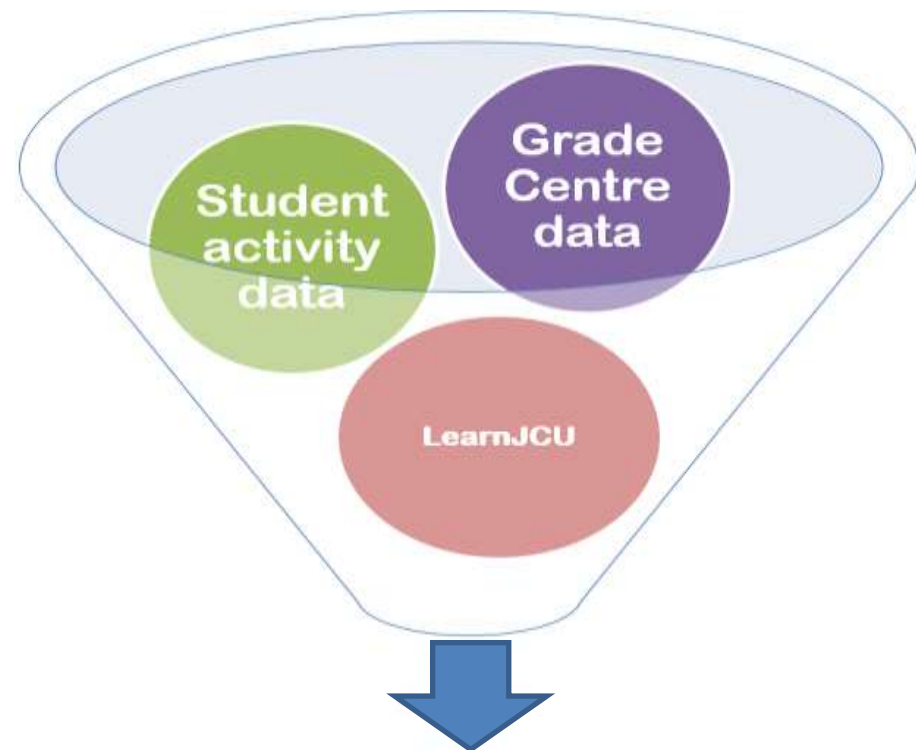 Student
activity
data
Grade
Centre
data
LearnJCU